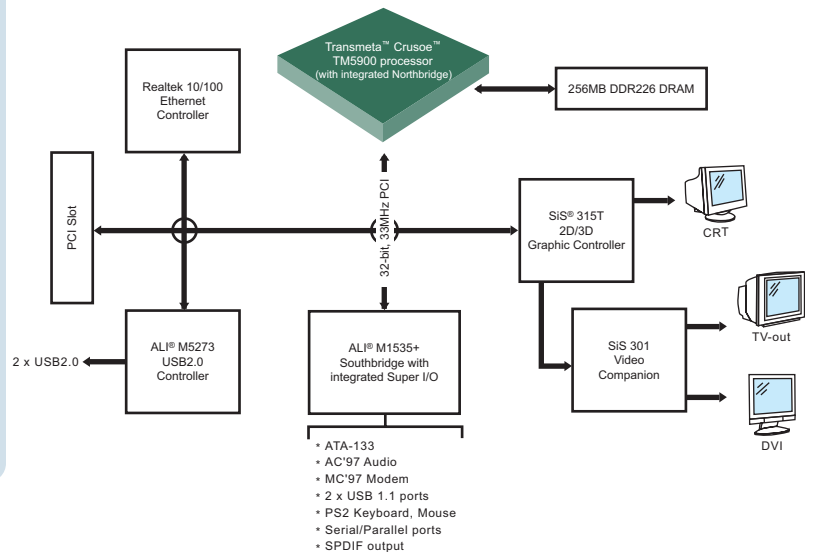 Transmeta™ Crusoe™
TM5900 processor
(with integrated Northbridge)
Realtek 10/100
Ethernet
Controller
256MB DDR226 DRAM
PCI Slot
32-bit, 33MHz PCI
SiS® 315T
2D/3D
Graphic Controller
CRT
ALI® M5273
USB2.0
Controller
2 x USB2.0
ALI® M1535+
Southbridge with
integrated Super I/O
SiS 301
Video
Companion
TV-out
DVI
* ATA-133
* AC'97 Audio
* MC'97 Modem
* 2 x USB 1.1 ports
* PS2 Keyboard, Mouse
* Serial/Parallel ports
* SPDIF output